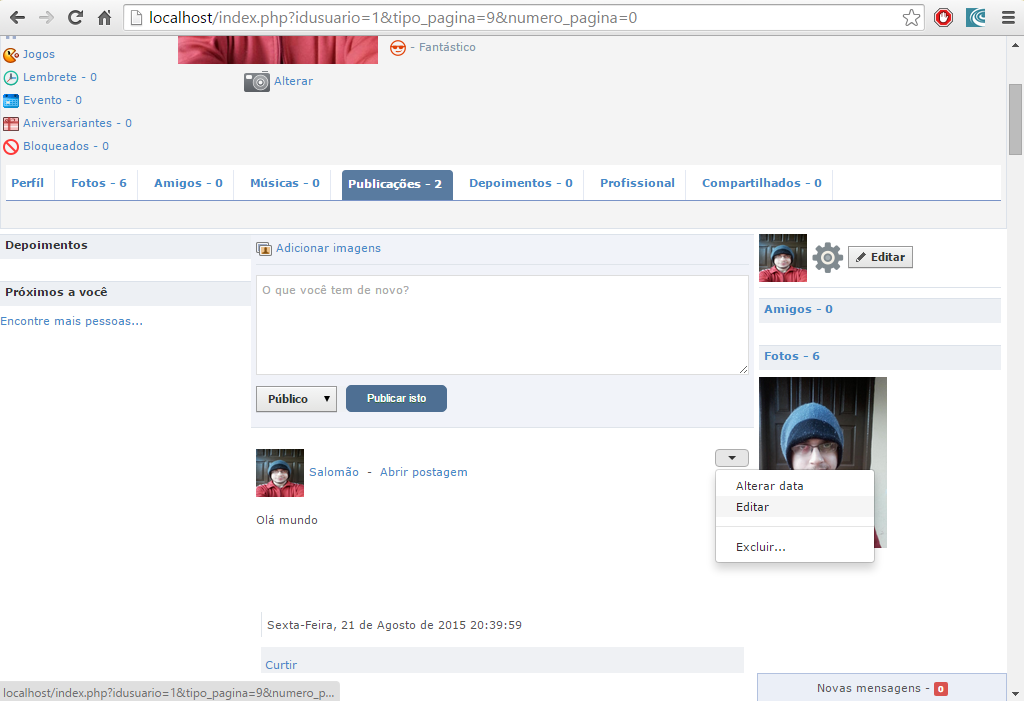 localhost/index.php?idusuario=1&tipo_pagina=9&numero_pagina=0
Jogos
Lembrete - 0
Evento - 0
Aniversariantes - 0
Bloqueados - 0
- Fantástico
Alterar
Perfíl
Fotos - 6
Amigos - 0
Músicas - 0
Publicações - 2
Depoimentos - 0
Profissional
Compartilhados - 0
Depoimentos
Próximos a você
Encontre mais pessoas...
Adicionar imagens
O que você tem de novo?
Público
Publicar isto
Salomão - Abrir postagem
Olá mundo
Sexta-Feira, 21 de Agosto de 2015 20:39:59
Curtir
Editar
Amigos - 0
Fotos - 6
Alterar data
Editar
Excluir...
Novas mensagens - 0
localhost/index.php?idusuario=1&tipo_pagina=9&numero_p...